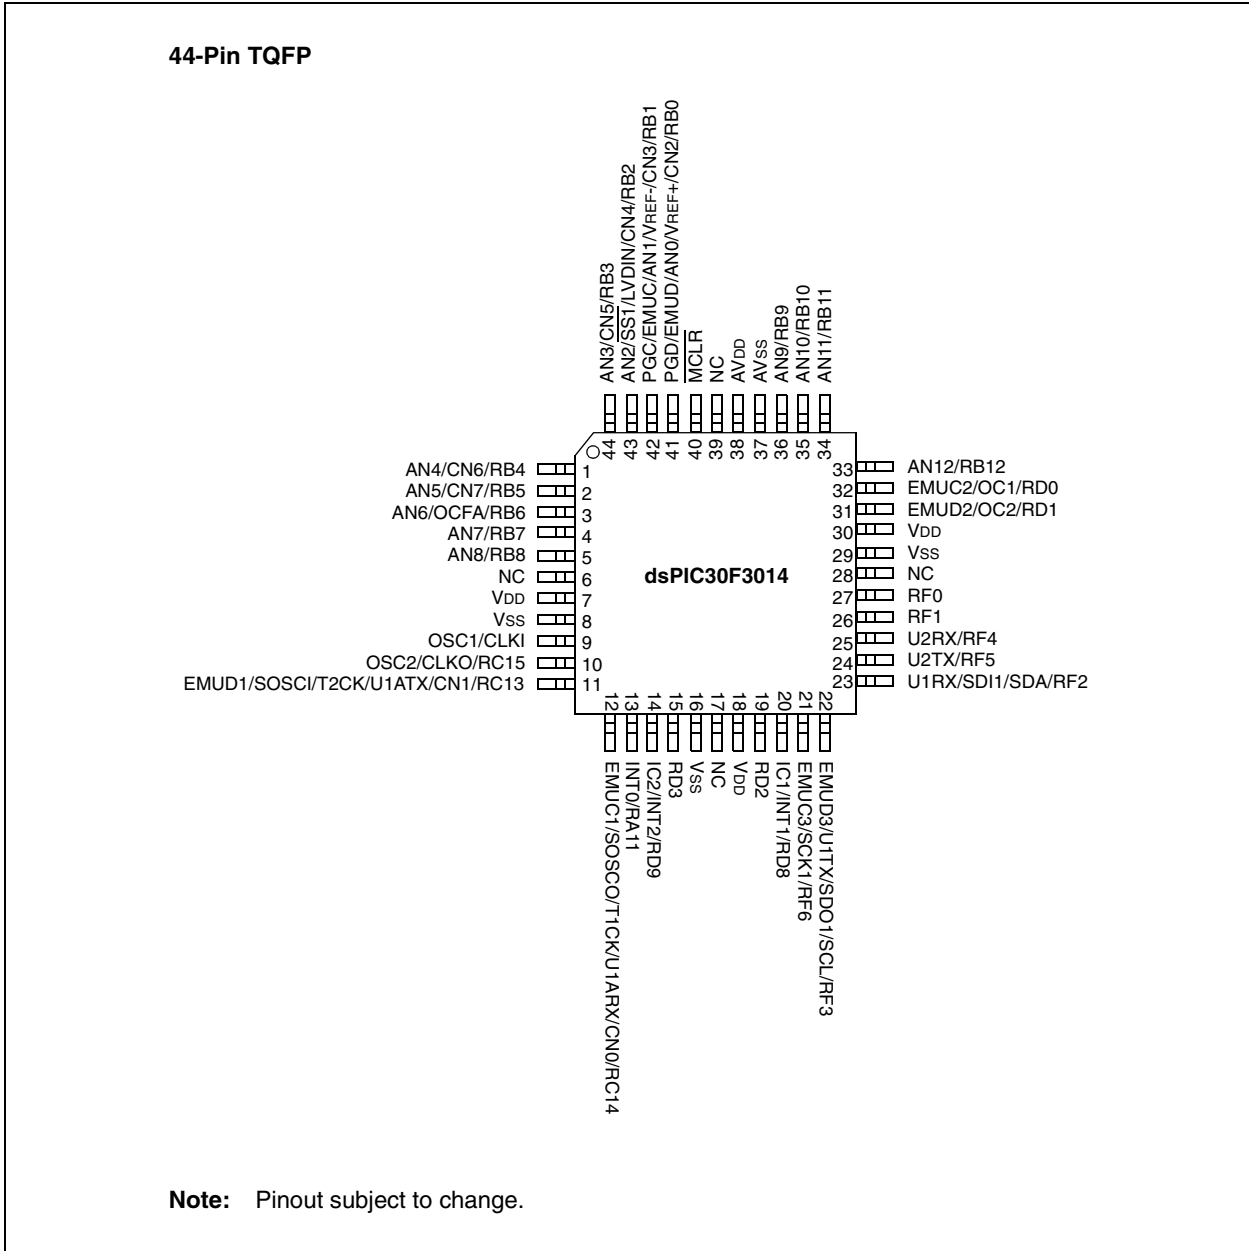 44-Pin TQFP
AN3/CN5/RB3
AN2/SS1/LVDIN/CN4/RB2
PGC/EMUC/AN1/VREF-/CN3/RB1
PGD/EMUD/AN0/VREF+/CN2/RB0
MCLR
NC
AVDD
AVSS
AN9/RB9
AN10/RB10
AN11/RB11
44
43
42
41
40
39
38
37
36
35
34
AN4/CN6/RB4 1
AN5/CN7/RB5 2
AN6/OCFA/RB6 3
AN7/RB7 4
AN8/RB8 5
NC 6
VDD 7
VSS 8
OSC1/CLKI 9
OSC2/CLKO/RC15 10
EMUD1/SOSCI/T2CK/U1ATX/CN1/RC13 11
dsPIC30F3014
33 AN12/RB12
32 EMUC2/OC1/RD0
31 EMUD2/OC2/RD1
30 VDD
29 VSS
28 NC
27 RF0
26 RF1
25 U2RX/RF4
24 U2TX/RF5
23 U1RX/SDI1/SDA/RF2
12
13
14
15
16
17
18
19
20
21
22
EMUC1/SOSCO/T1CK/U1ARX/CN0/RC14
INT0/RA11
IC2/INT2/RD9
RD3
VSS
NC
VDD
RD2
IC1/INT1/RD8
EMUC3/SCK1/RF6
EMUD3/U1TX/SDO1/SCL/RF3
Note: Pinout subject to change.